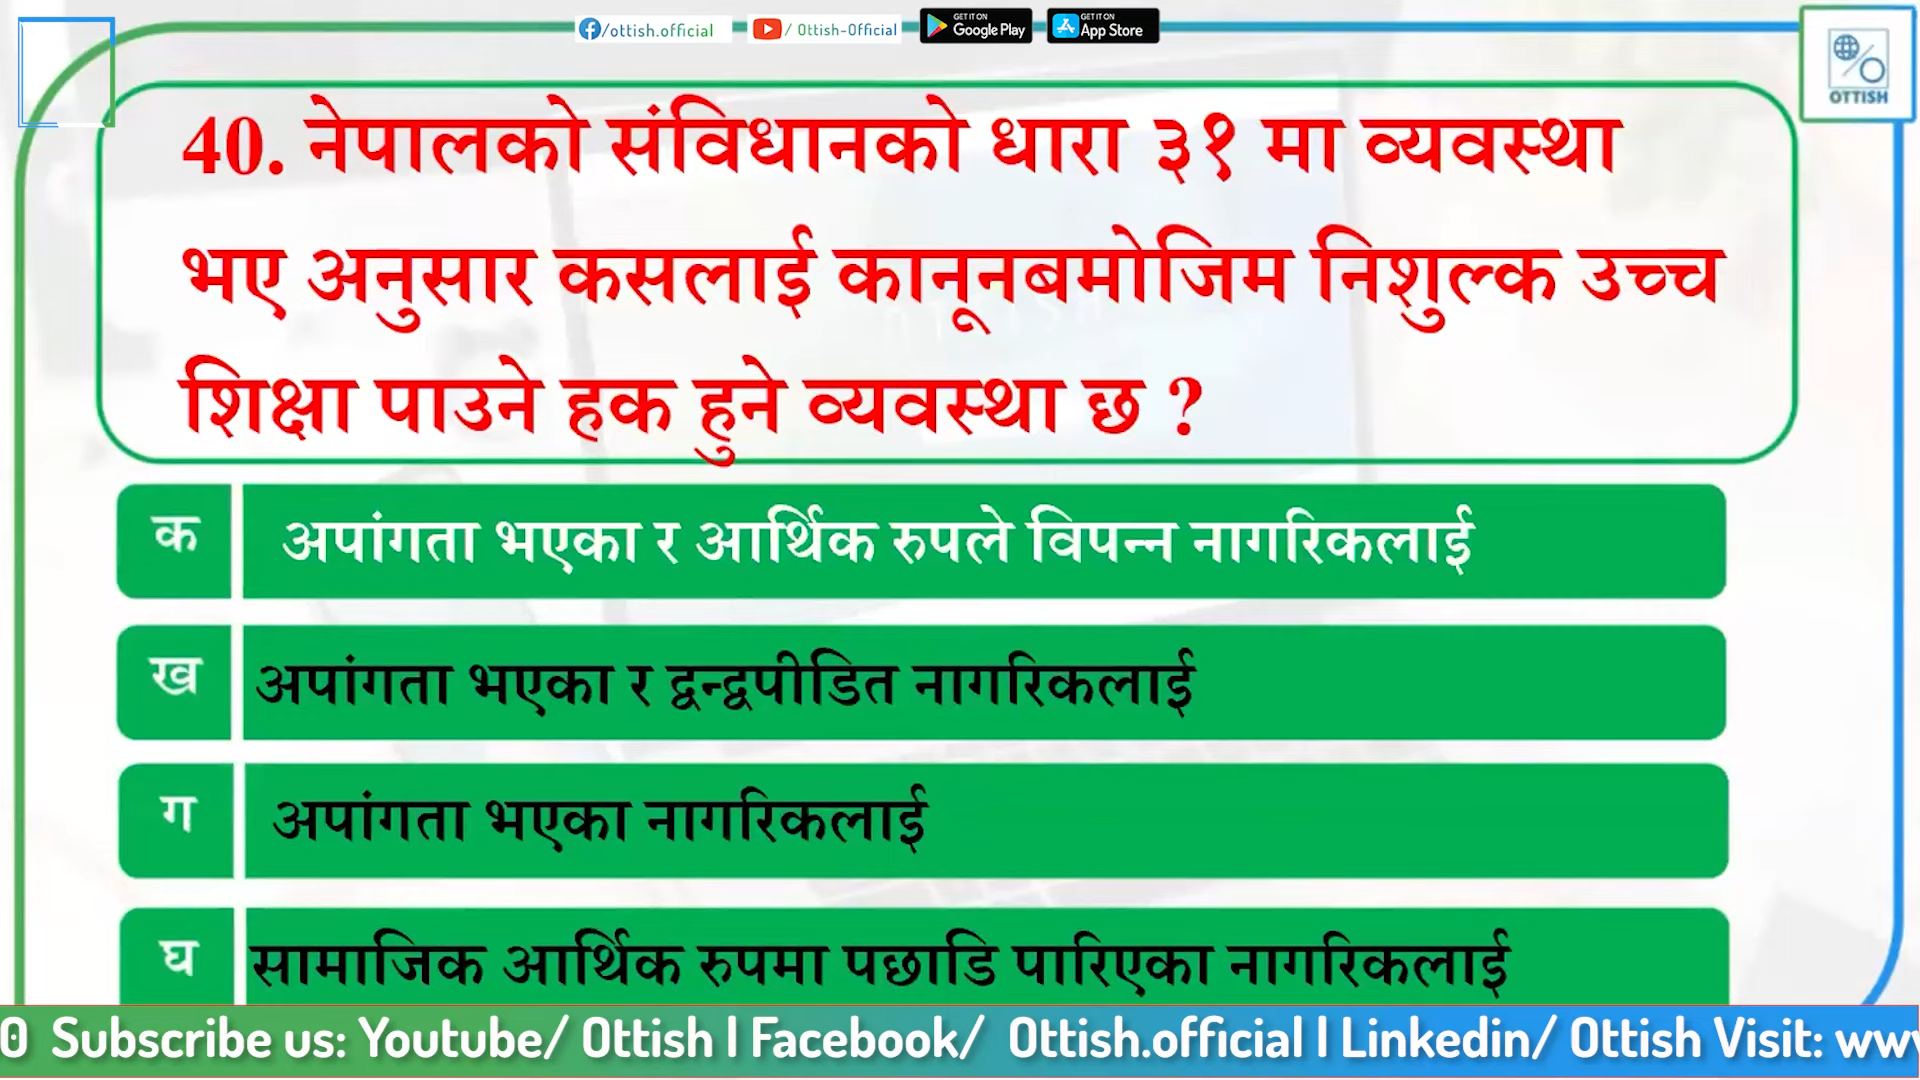 /ottish.official / Ottish-Official GET IT ON Google Play GET IT ON App Store
OTTISH
40. नेपालको संविधानको धारा ३१ मा व्यवस्था
भए अनुसार कसलाई कानूनबमोजिम निशुल्क उच्च
शिक्षा पाउने हक हुने व्यवस्था छ ?
क अपांगता भएका र आर्थिक रुपले विपन्न नागरिकलाई
ख अपांगता भएका र द्वन्द्वपीडित नागरिकलाई
ग अपांगता भएका नागरिकलाई
घ सामाजिक आर्थिक रुपमा पछाडि पारिएका नागरिकलाई
0 Subscribe us: Youtube/ Ottish | Facebook/ Ottish.official | Linkedin/ Ottish Visit: www